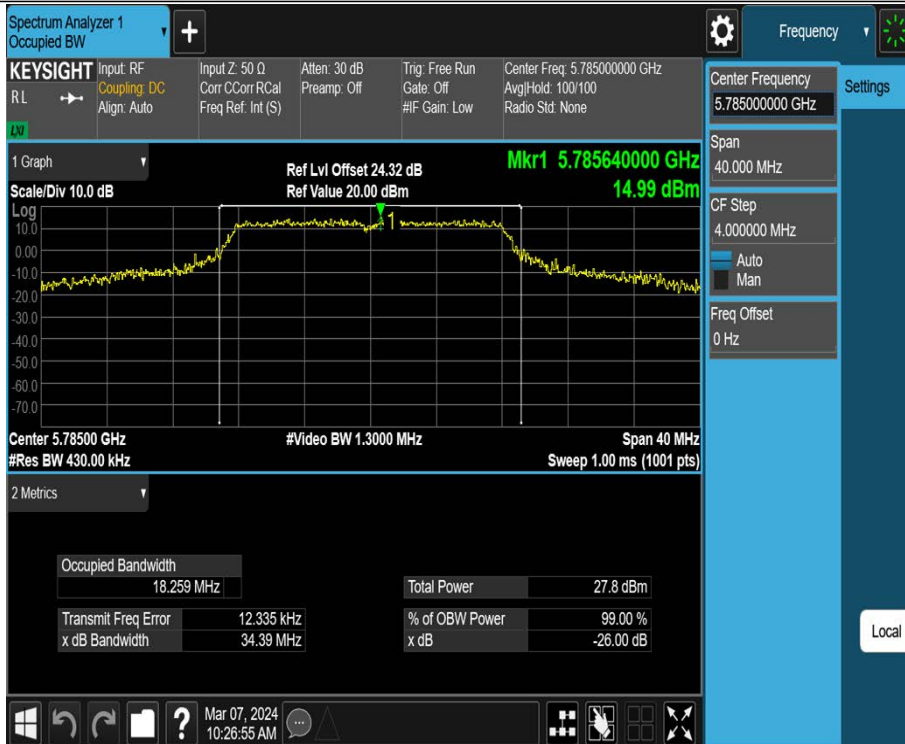 Spectrum Analyzer 1
Occupied BW
+
Frequency
KEYSIGHT
R L
LXI
Input: RF
Coupling: DC
Align: Auto
Input Z: 50 Ω
Corr CCorr RCal
Freq Ref: Int (S)
Atten: 30 dB
Preamp: Off
Trig: Free Run
Gate: Off
#IF Gain: Low
Center Freq: 5.785000000 GHz
Avg|Hold: 100/100
Radio Std: None
Center Frequency
5.785000000 GHz
Settings
Span
40.000 MHz
CF Step
4.000000 MHz
Auto
Man
Freq Offset
0 Hz
Local
1 Graph
Scale/Div 10.0 dB
Ref Lvl Offset 24.32 dB
Ref Value 20.00 dBm
Mkr1 5.785640000 GHz
14.99 dBm
Log
10.0
0.00
-10.0
-20.0
-30.0
-40.0
-50.0
-60.0
-70.0
1
Center 5.78500 GHz
#Res BW 430.00 kHz
#Video BW 1.3000 MHz
Span 40 MHz
Sweep 1.00 ms (1001 pts)
2 Metrics
Occupied Bandwidth
18.259 MHz
Total Power 27.8 dBm
Transmit Freq Error 12.335 kHz
% of OBW Power 99.00 %
x dB Bandwidth 34.39 MHz
x dB -26.00 dB
?
Mar 07, 2024
10:26:55 AM